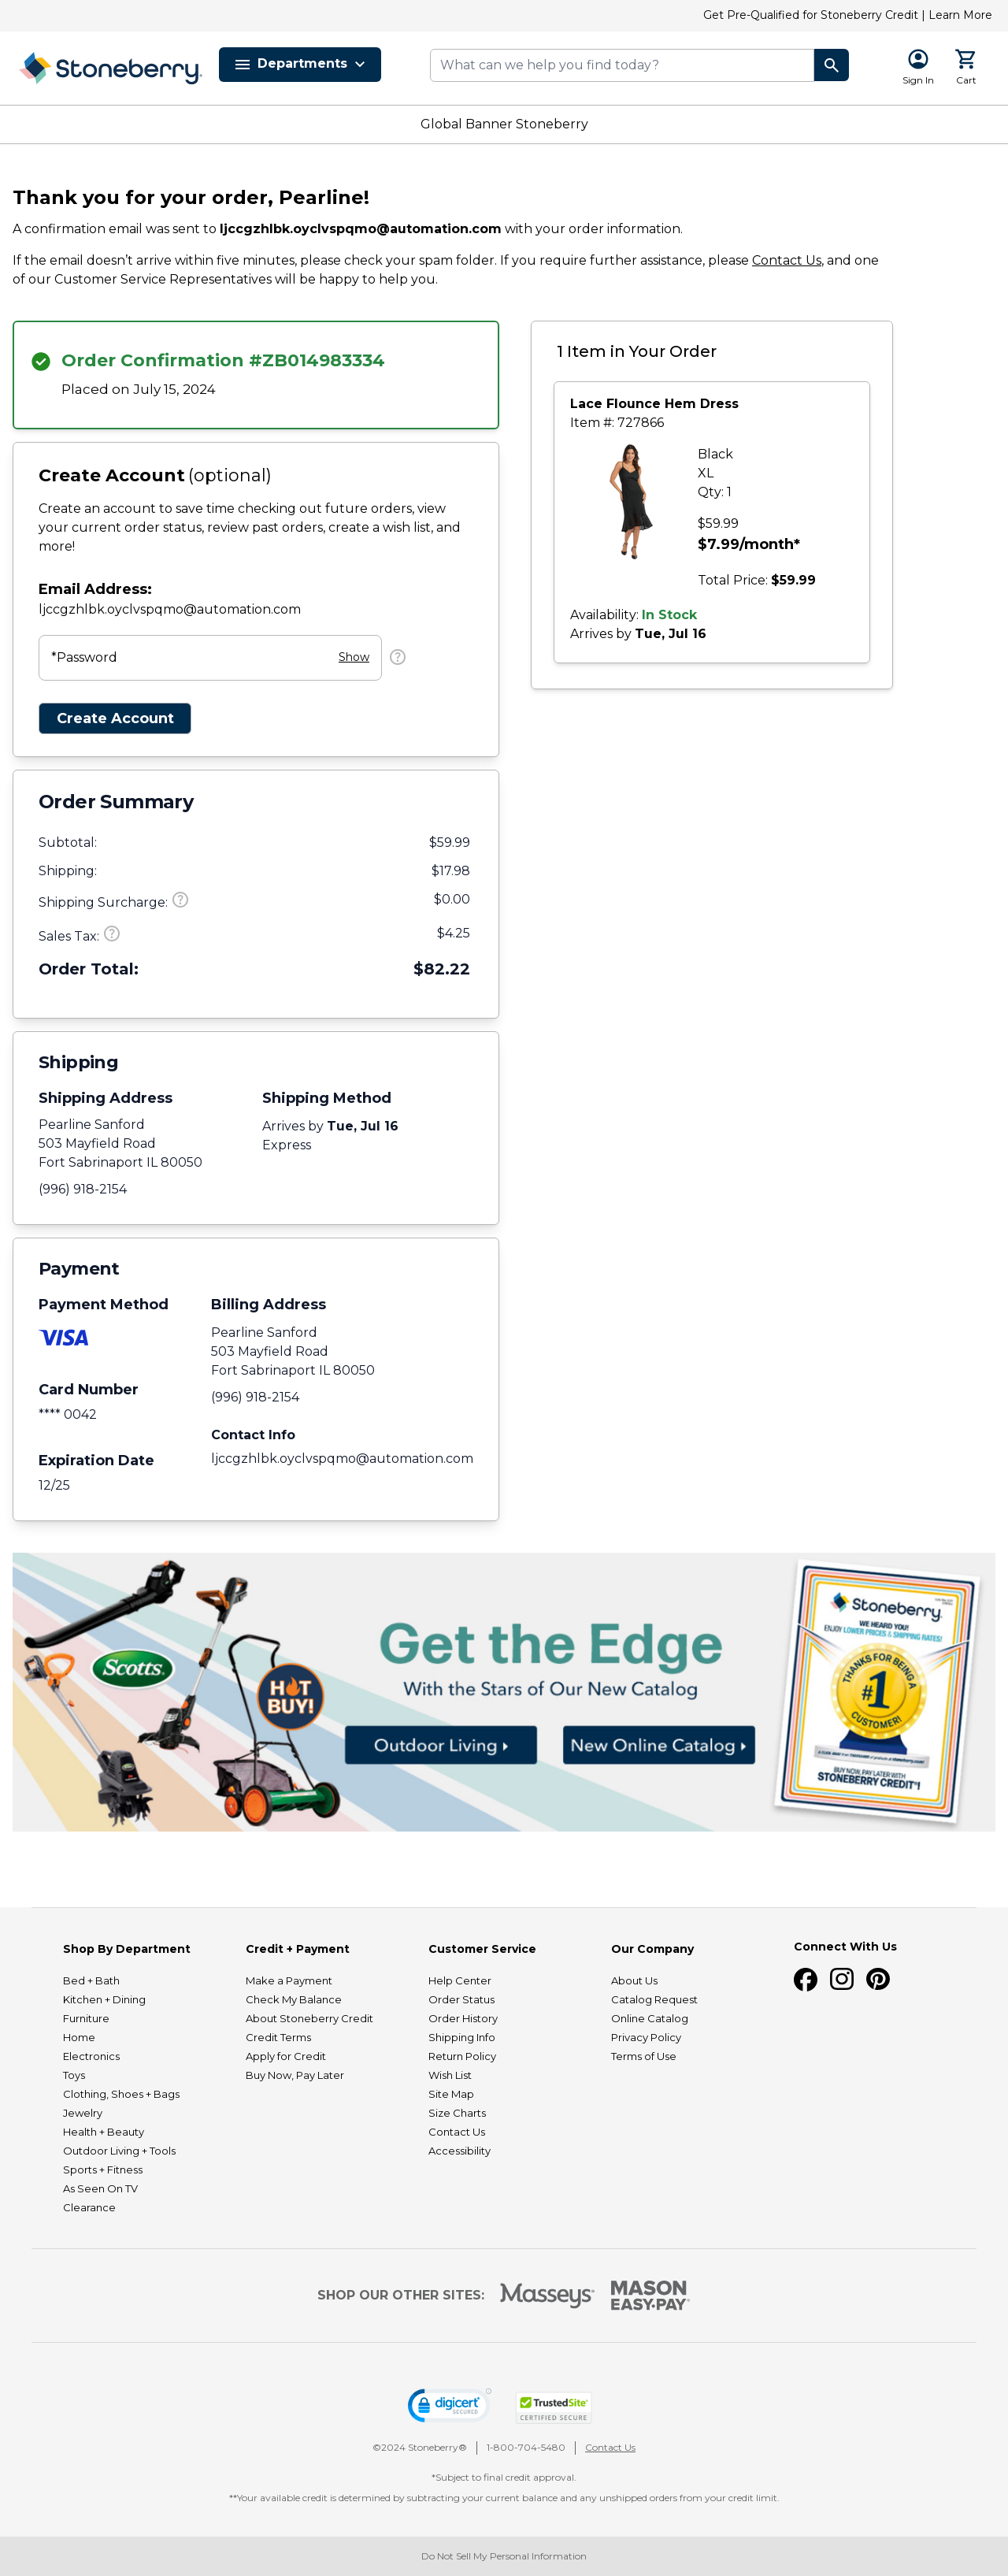 Get Pre-Qualified for Stoneberry Credit | Learn More
Stoneberry.
Departments
What can we help you find today?
Sign In
Cart
Global Banner Stoneberry
Thank you for your order, Pearline!
A confirmation email was sent to ljccgzhlbk.oyclvspqmo@automation.com with your order information.
If the email doesn’t arrive within five minutes, please check your spam folder. If you require further assistance, please Contact Us, and one
of our Customer Service Representatives will be happy to help you.
Order Confirmation #ZB014983334
Placed on July 15, 2024
Create Account (optional)
Create an account to save time checking out future orders, view
your current order status, review past orders, create a wish list, and
more!
Email Address:
ljccgzhlbk.oyclvspqmo@automation.com
*Password
Show
?
Create Account
Order Summary
Subtotal: $59.99
Shipping: $17.98
Shipping Surcharge: ? $0.00
Sales Tax: ? $4.25
Order Total: $82.22
Shipping
Shipping Address
Pearline Sanford
503 Mayfield Road
Fort Sabrinaport IL 80050
(996) 918-2154
Shipping Method
Arrives by Tue, Jul 16
Express
Payment
Payment Method
VISA
Card Number
**** 0042
Expiration Date
12/25
Billing Address
Pearline Sanford
503 Mayfield Road
Fort Sabrinaport IL 80050
(996) 918-2154
Contact Info
ljccgzhlbk.oyclvspqmo@automation.com
1 Item in Your Order
Lace Flounce Hem Dress
Item #: 727866
Black
XL
Qty: 1
$59.99
$7.99/month*
Total Price: $59.99
Availability: In Stock
Arrives by Tue, Jul 16
Scotts
HOT
BUY!
Get the Edge
With the Stars of Our New Catalog
Outdoor Living
New Online Catalog
Stoneberry.
WE HEARD YOU!
ENJOY LOWER PRICES & SHIPPING RATES!
THANKS FOR BEING A
#1
CUSTOMER!
BUY NOW, PAY LATER WITH
STONEBERRY CREDIT!
Shop By Department
Bed + Bath
Kitchen + Dining
Furniture
Home
Electronics
Toys
Clothing, Shoes + Bags
Jewelry
Health + Beauty
Outdoor Living + Tools
Sports + Fitness
As Seen On TV
Clearance
Credit + Payment
Make a Payment
Check My Balance
About Stoneberry Credit
Credit Terms
Apply for Credit
Buy Now, Pay Later
Customer Service
Help Center
Order Status
Order History
Shipping Info
Return Policy
Wish List
Site Map
Size Charts
Contact Us
Accessibility
Our Company
About Us
Catalog Request
Online Catalog
Privacy Policy
Terms of Use
Connect With Us
SHOP OUR OTHER SITES:
Masseys®
MASON
EASY•PAY®
digicert
SECURED
TrustedSite
CERTIFIED SECURE
©2024 Stoneberry®
1-800-704-5480
Contact Us
*Subject to final credit approval.
**Your available credit is determined by subtracting your current balance and any unshipped orders from your credit limit.
Do Not Sell My Personal Information